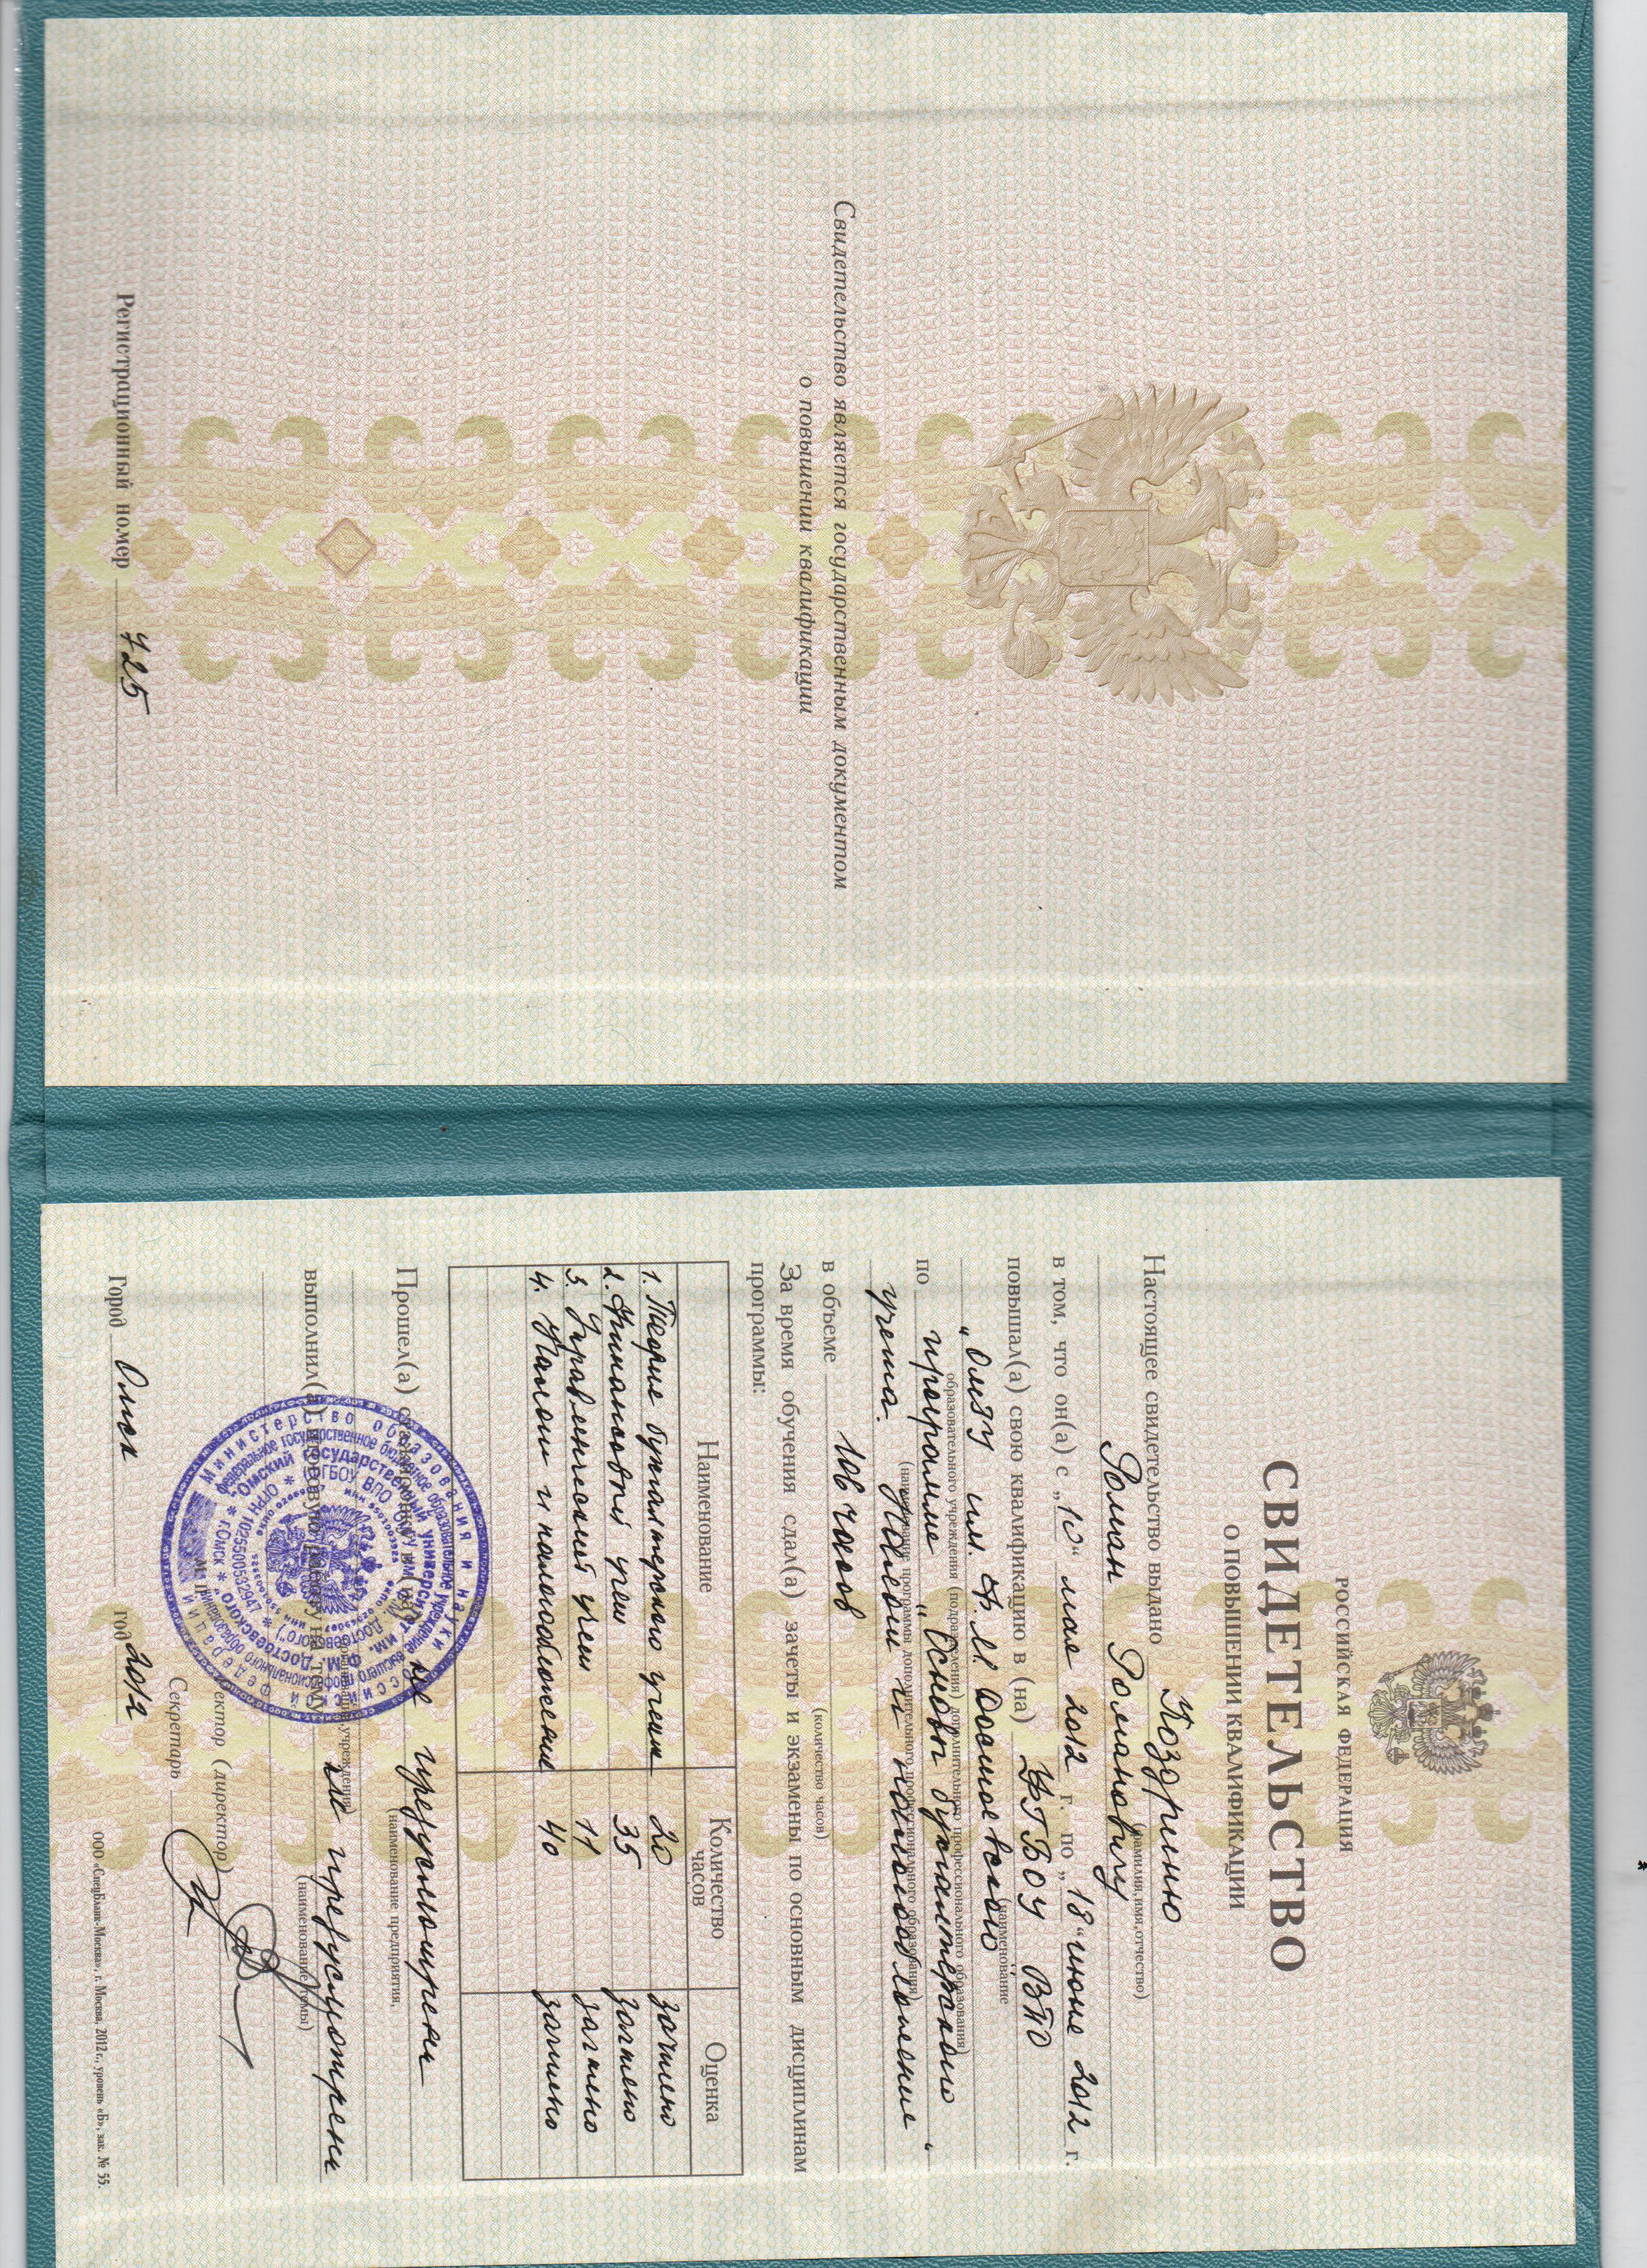 Свидетельство является государственным документом
о повышении квалификации
Регистрационный номер 725
РОССИЙСКАЯ ФЕДЕРАЦИЯ
СВИДЕТЕЛЬСТВО
О ПОВЫШЕНИИ КВАЛИФИКАЦИИ
Настоящее свидетельство выдано
(фамилия,имя,отчество)
Роман Романовичу
в том, что он(а) с „10“ мая 2012 г. по „18“ июня 2012 г.
повышал(а) свою квалификацию в (на) ФГБОУ ВПО
(наименование
„ОмГУ им. Ф.М. Достоевского
образовательного учреждения (подразделения) дополнительного профессионального образования)
по программе „Основы бухгалтерского
(наименование программы дополнительного профессионального образования)
учета. Налоги и налогообложение“
в объеме 106 часов
(количество часов)
За время обучения сдал(а) зачеты и экзамены по основным дисциплинам
программы:
Наименование Количество часов Оценка
1. Теория бухгалтерского учета 20 зачтено
2. Финансовый учет 35 зачтено
3. Управленческий учет 11 зачтено
4. Налоги и налогообложение 40 зачтено
Прошел(а) стажировку в (на) не предусмотрена
(наименование предприятия,
организации,учреждения)
выполнил(а) итоговую работу на тему не предусмотрена
(наименование темы)
Министерство образования и науки Российской Федерации
федеральное государственное бюджетное образовательное учреждение высшего профессионального образования
"Омский государственный университет им. Ф.М. Достоевского"
(ФГБОУ ВПО "ОмГУ им. Ф.М. Достоевского")
* ОГРН 1025500532947 *
* г.Омск *
М. П.
Ректор (директор)
Секретарь
Город Омск год 2012
ООО «СпецБланк-Москва», г. Москва, 2012 г., уровень «Б», зак. № 55.